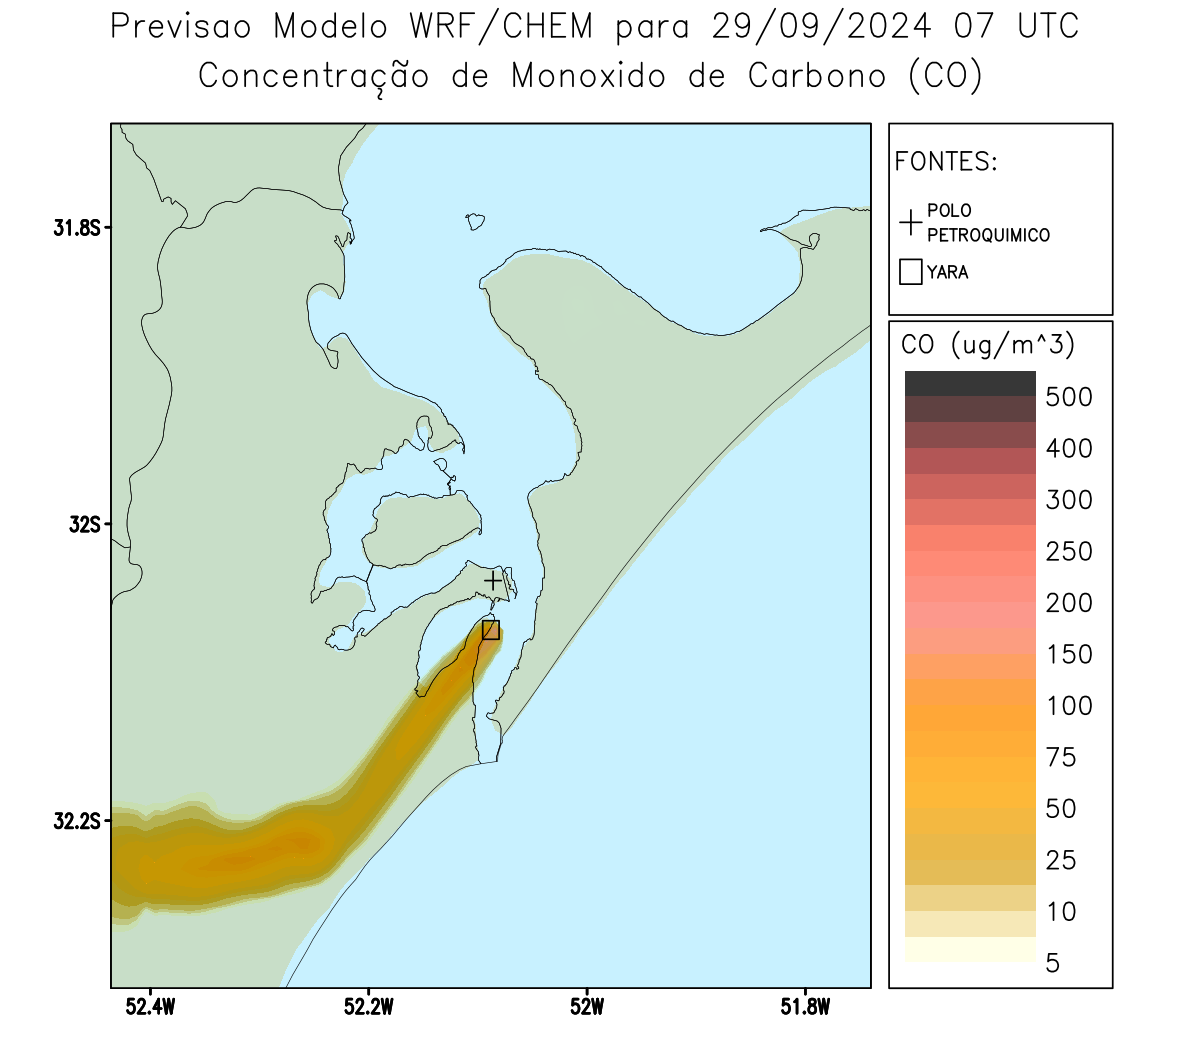 Previsao Modelo WRF/CHEM para 29/09/2024 07 UTC
Concentração de Monoxido de Carbono (CO)
FONTES:
POLO
PETROQUIMICO
YARA
31.8S
32S
32.2S
52.4W
52.2W
52W
51.8W
CO (ug/m^3)
500
400
300
250
200
150
100
75
50
25
10
5